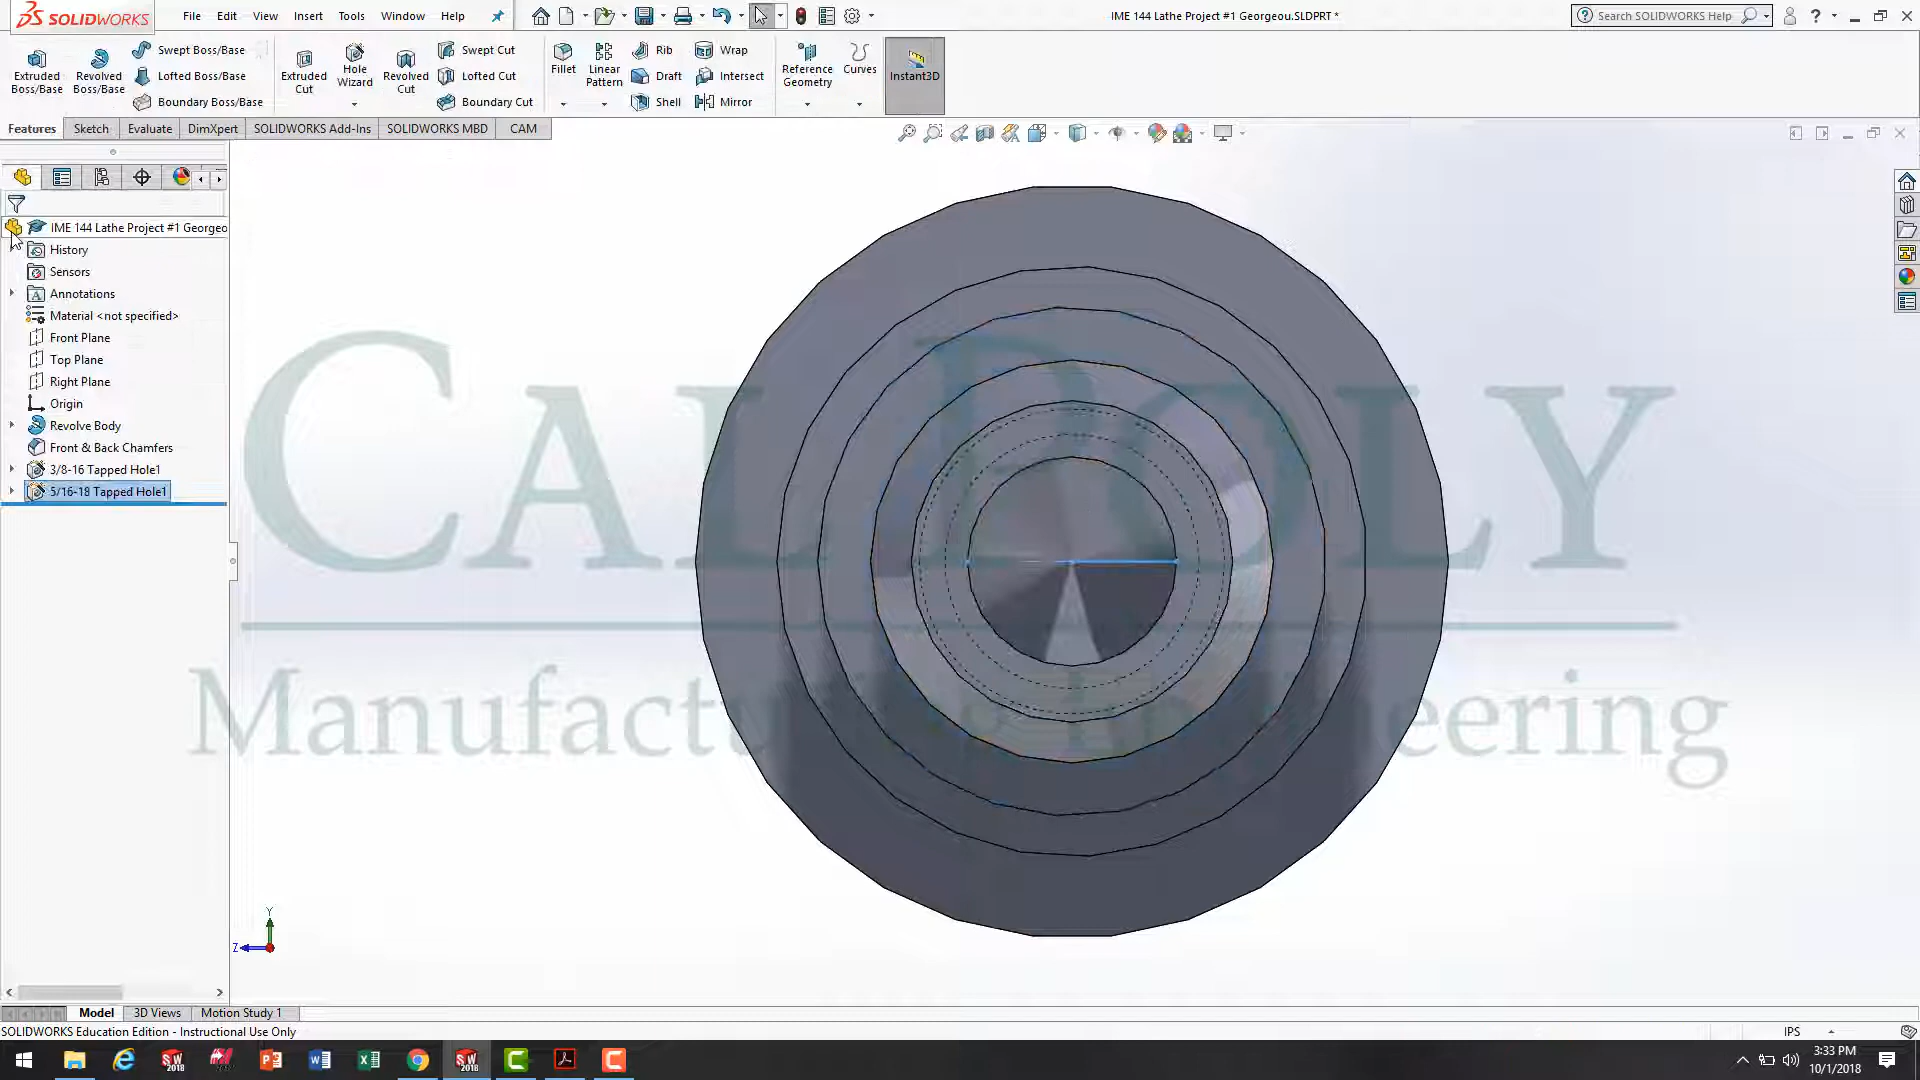 SOLIDWORKS
File Edit View Insert Tools Window Help
IME 144 Lathe Project #1 Georgeou.SLDPRT *
Search SOLIDWORKS Help
Extruded Boss/Base
Revolved Boss/Base
Swept Boss/Base
Lofted Boss/Base
Boundary Boss/Base
Extruded Cut
Hole Wizard
Revolved Cut
Swept Cut
Lofted Cut
Boundary Cut
Fillet
Linear Pattern
Rib
Draft
Shell
Wrap
Intersect
Mirror
Reference Geometry
Curves
Instant3D
Features Sketch Evaluate DimXpert SOLIDWORKS Add-Ins SOLIDWORKS MBD CAM
IME 144 Lathe Project #1 Georgeo
History
Sensors
Annotations
Material <not specified>
Front Plane
Top Plane
Right Plane
Origin
Revolve Body
Front & Back Chamfers
3/8-16 Tapped Hole1
5/16-18 Tapped Hole1
CAL POLY
Manufacturing Engineering
Y
Z
Model 3D Views Motion Study 1
SOLIDWORKS Education Edition - Instructional Use Only
IPS
3:33 PM
10/1/2018